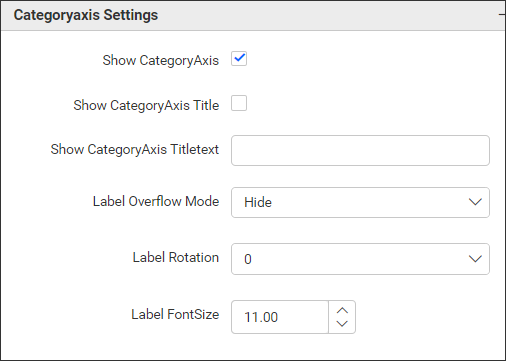 Categoryaxis Settings
Show CategoryAxis
Show CategoryAxis Title
Show CategoryAxis Titletext
Label Overflow Mode Hide
Label Rotation 0
Label FontSize 11.00